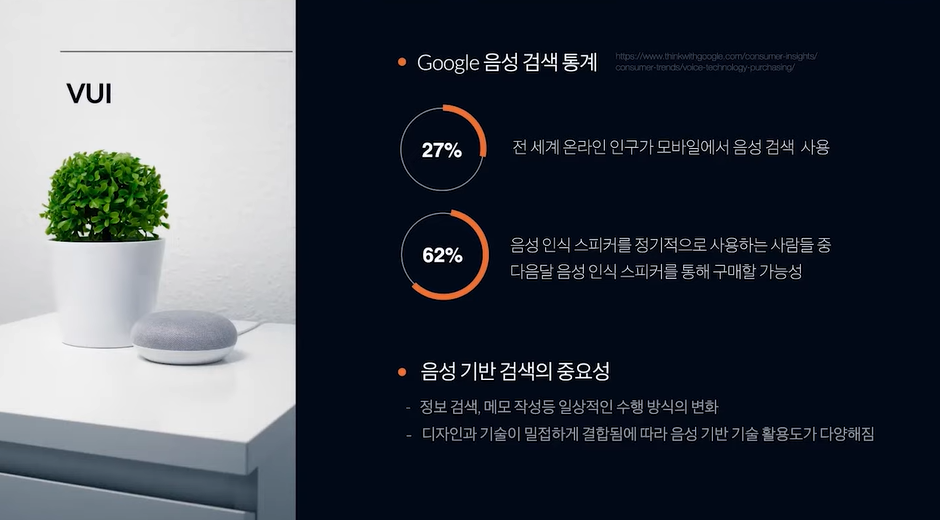 VUI
Google 음성 검색 통계
https://www.thinkwithgoogle.com/consumer-insights/
consumer-trends/voice-technology-purchasing/
27%
전 세계 온라인 인구가 모바일에서 음성 검색 사용
62%
음성 인식 스피커를 정기적으로 사용하는 사람들 중
다음달 음성 인식 스피커를 통해 구매할 가능성
음성 기반 검색의 중요성
- 정보 검색, 메모 작성등 일상적인 수행 방식의 변화
- 디자인과 기술이 밀접하게 결합됨에 따라 음성 기반 기술 활용도가 다양해짐